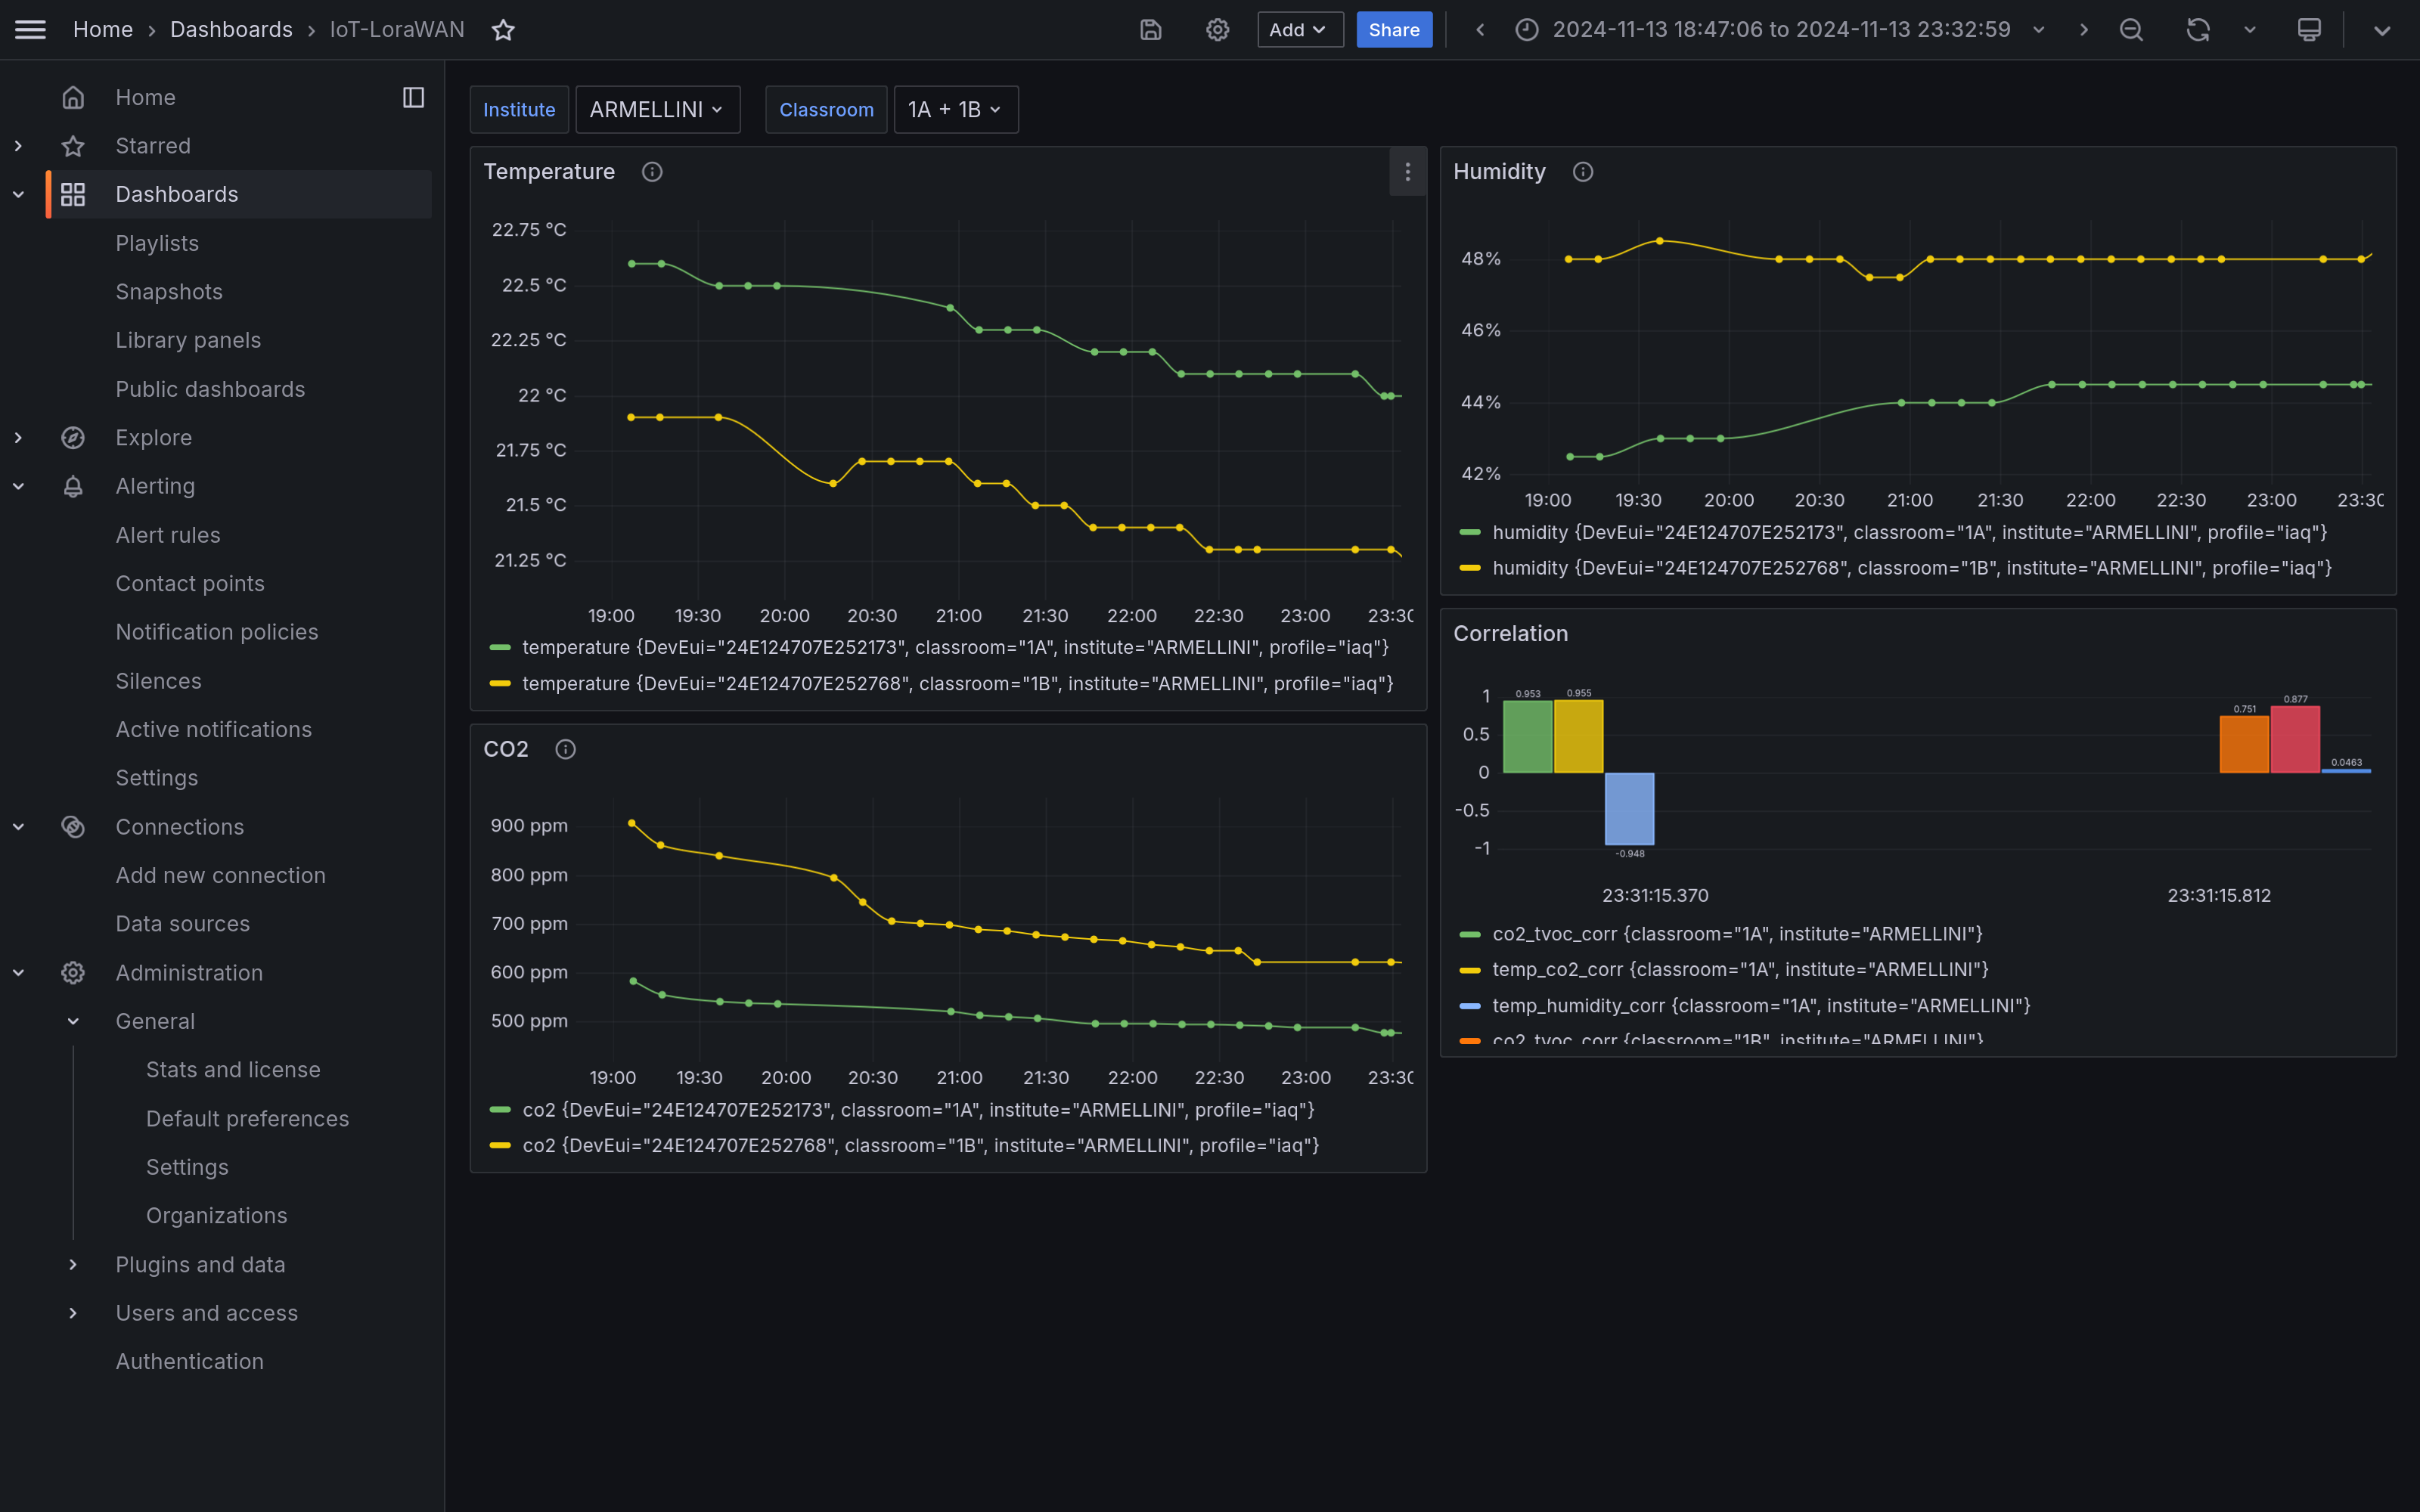 Home › Dashboards › IoT-LoraWAN
Add
Share
2024-11-13 18:47:06 to 2024-11-13 23:32:59
Home
Starred
Dashboards
Playlists
Snapshots
Library panels
Public dashboards
Explore
Alerting
Alert rules
Contact points
Notification policies
Silences
Active notifications
Settings
Connections
Add new connection
Data sources
Administration
General
Stats and license
Default preferences
Settings
Organizations
Plugins and data
Users and access
Authentication
Institute ARMELLINI Classroom 1A + 1B
Temperature
22.75 °C
22.5 °C
22.25 °C
22 °C
21.75 °C
21.5 °C
21.25 °C
19:00 19:30 20:00 20:30 21:00 21:30 22:00 22:30 23:00 23:30
temperature {DevEui="24E124707E252173", classroom="1A", institute="ARMELLINI", profile="iaq"}
temperature {DevEui="24E124707E252768", classroom="1B", institute="ARMELLINI", profile="iaq"}
CO2
900 ppm
800 ppm
700 ppm
600 ppm
500 ppm
19:00 19:30 20:00 20:30 21:00 21:30 22:00 22:30 23:00 23:30
co2 {DevEui="24E124707E252173", classroom="1A", institute="ARMELLINI", profile="iaq"}
co2 {DevEui="24E124707E252768", classroom="1B", institute="ARMELLINI", profile="iaq"}
Humidity
48%
46%
44%
42%
19:00 19:30 20:00 20:30 21:00 21:30 22:00 22:30 23:00 23:30
humidity {DevEui="24E124707E252173", classroom="1A", institute="ARMELLINI", profile="iaq"}
humidity {DevEui="24E124707E252768", classroom="1B", institute="ARMELLINI", profile="iaq"}
Correlation
1
0.5
0
-0.5
-1
0.953 0.955
-0.948
0.751 0.877 0.0463
23:31:15.370 23:31:15.812
co2_tvoc_corr {classroom="1A", institute="ARMELLINI"}
temp_co2_corr {classroom="1A", institute="ARMELLINI"}
temp_humidity_corr {classroom="1A", institute="ARMELLINI"}
co2_tvoc_corr {classroom="1B", institute="ARMELLINI"}